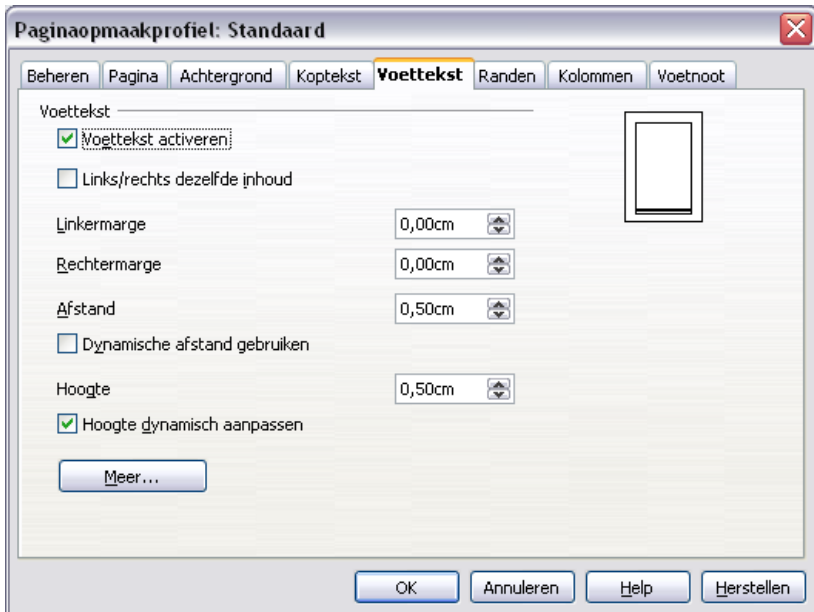 Paginaopmaakprofiel: Standaard
Beheren Pagina Achtergrond Koptekst Voettekst Randen Kolommen Voetnoot
Voettekst
Voettekst activeren
Links/rechts dezelfde inhoud
Linkermarge 0,00cm
Rechtermarge 0,00cm
Afstand 0,50cm
Dynamische afstand gebruiken
Hoogte 0,50cm
Hoogte dynamisch aanpassen
Meer...
OK Annuleren Help Herstellen